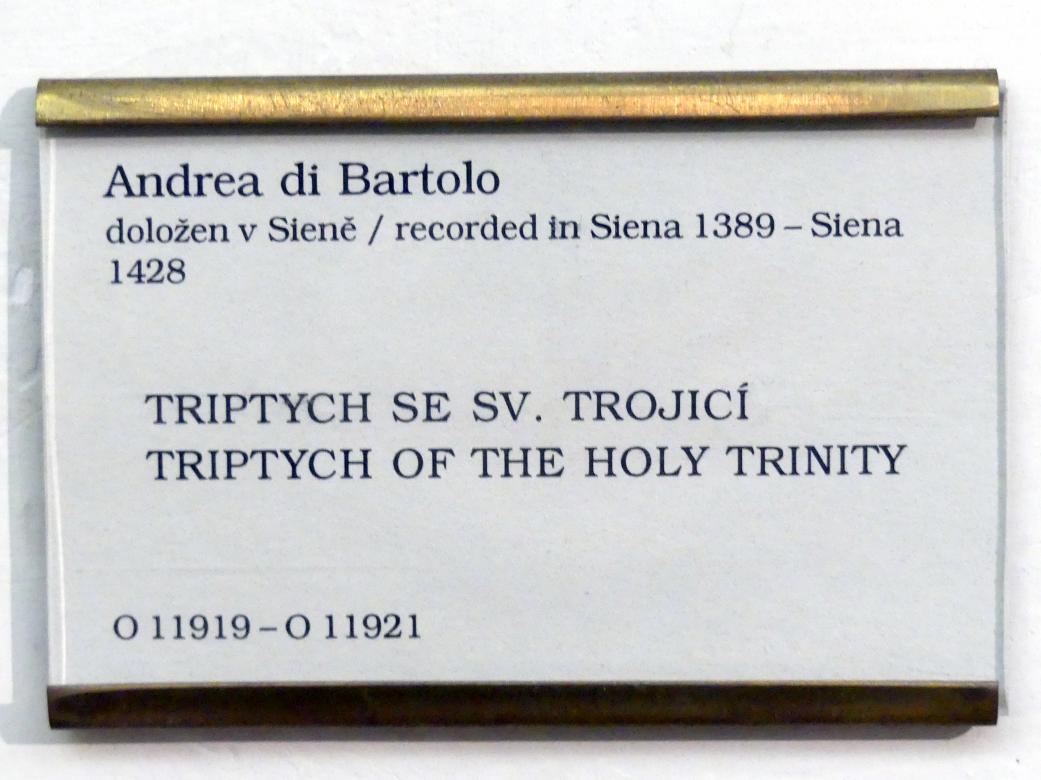 Andrea di Bartolo
doložen v Sieně / recorded in Siena 1389 – Siena
1428
TRIPTYCH SE SV. TROJICÍ
TRIPTYCH OF THE HOLY TRINITY
O 11919 – O 11921